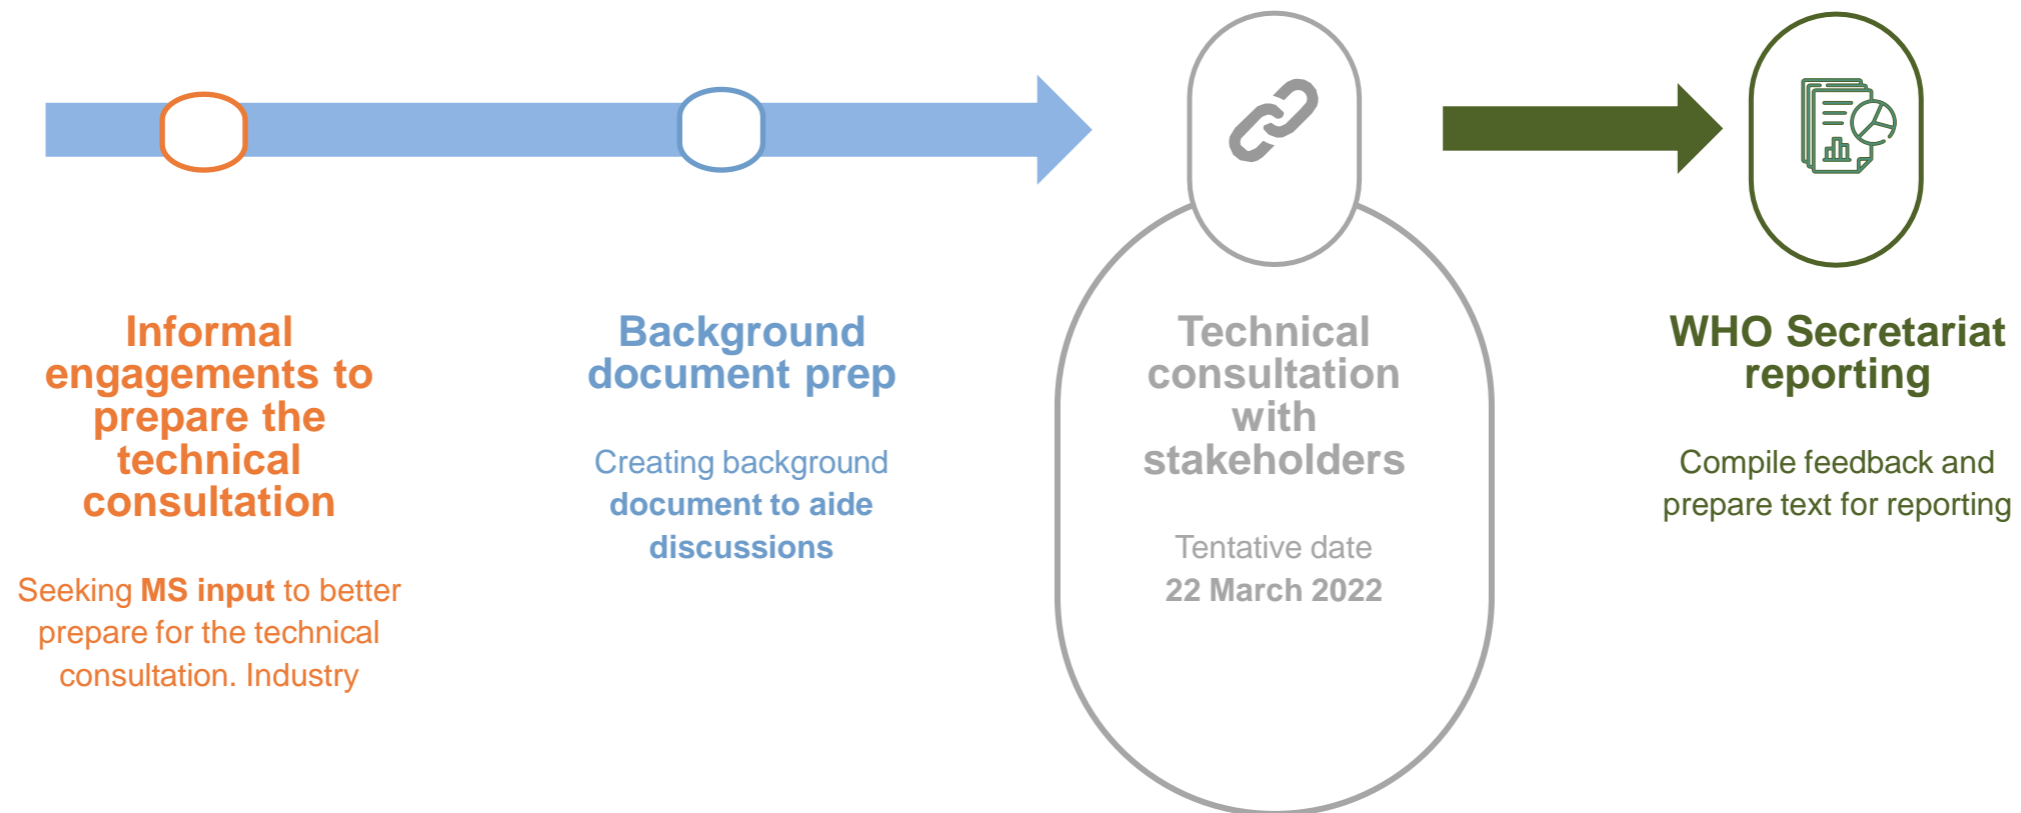 Informal
engagements to
prepare the
technical
consultation
Seeking MS input to better
prepare for the technical
consultation. Industry
Background
document prep
Creating background
document to aide
discussions
Technical
consultation
with
stakeholders
Tentative date
22 March 2022
WHO Secretariat
reporting
Compile feedback and
prepare text for reporting